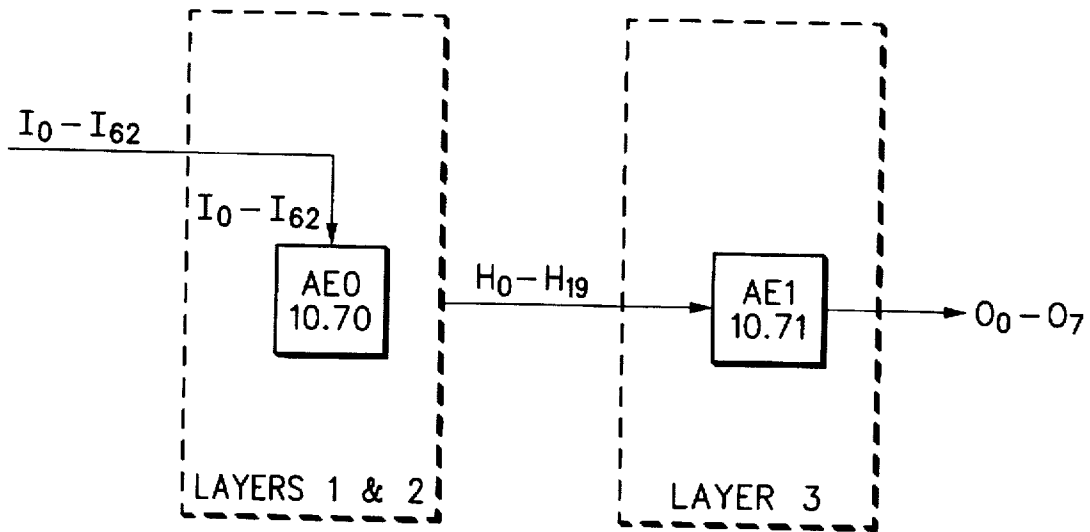 I₀–I₆₂
I₀–I₆₂
AE0
10.70
H₀–H₁₉
AE1
10.71
O₀–O₇
LAYERS 1 & 2
LAYER 3